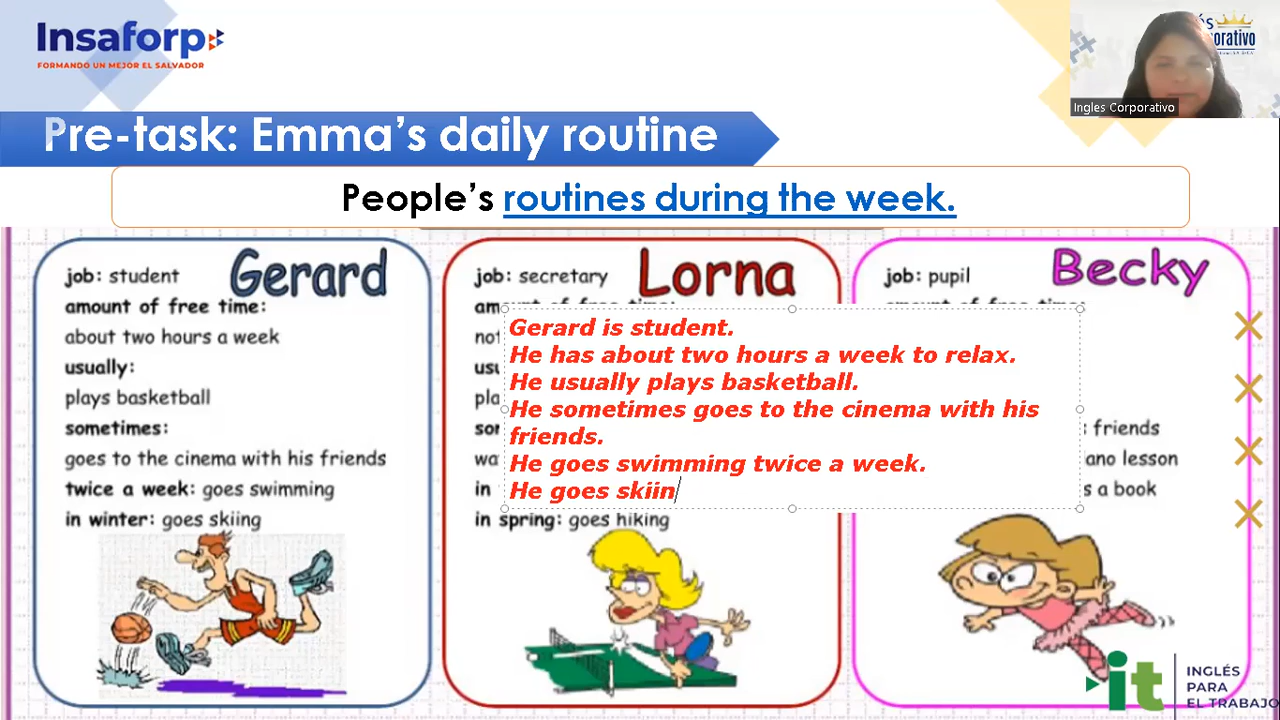 Insaforp
FORMANDO UN MEJOR EL SALVADOR
orativo
Ingles Corporativo
Pre-task: Emma's daily routine
People's routines during the week.
job: student
Gerard
amount of free time:
about two hours a week
usually:
plays basketball
sometimes:
goes to the cinema with his friends
twice a week: goes swimming
in winter: goes skiing
job: secretary
Lorna
in spring: goes hiking
job: pupil
Becky
friends
lesson
a book
Gerard is student.
He has about two hours a week to relax.
He usually plays basketball.
He sometimes goes to the cinema with his
friends.
He goes swimming twice a week.
He goes skiin
it
INGLÉS
PARA
EL TRABAJO